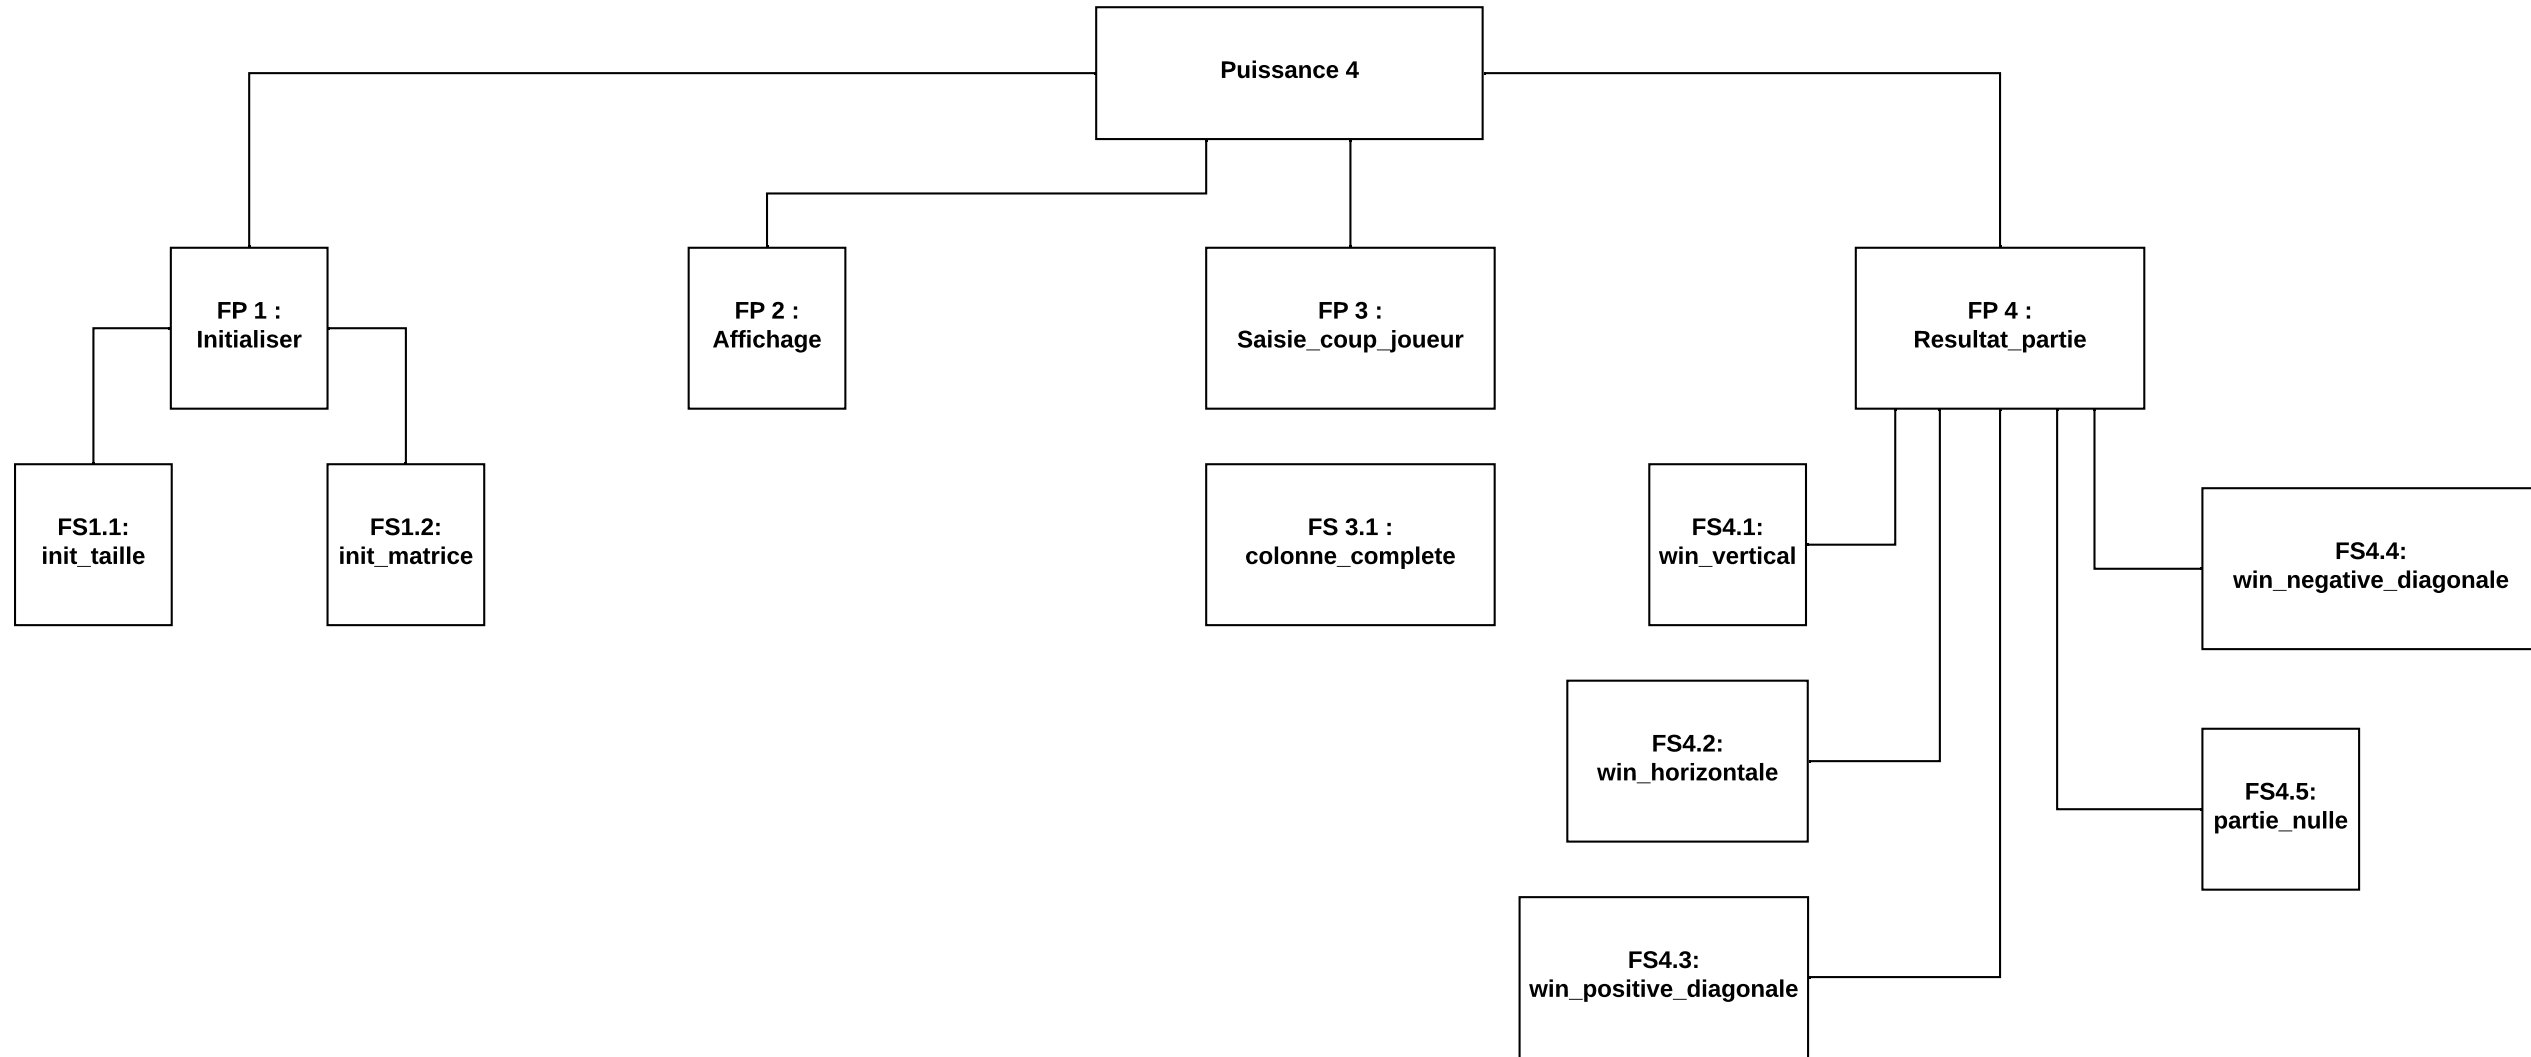 Puissance 4
FP 1 :
Initialiser
FP 2 :
Affichage
FP 3 :
Saisie_coup_joueur
FP 4 :
Resultat_partie
FS1.1:
init_taille
FS1.2:
init_matrice
FS 3.1 :
colonne_complete
FS4.1:
win_vertical
FS4.4:
win_negative_diagonale
FS4.2:
win_horizontale
FS4.5:
partie_nulle
FS4.3:
win_positive_diagonale